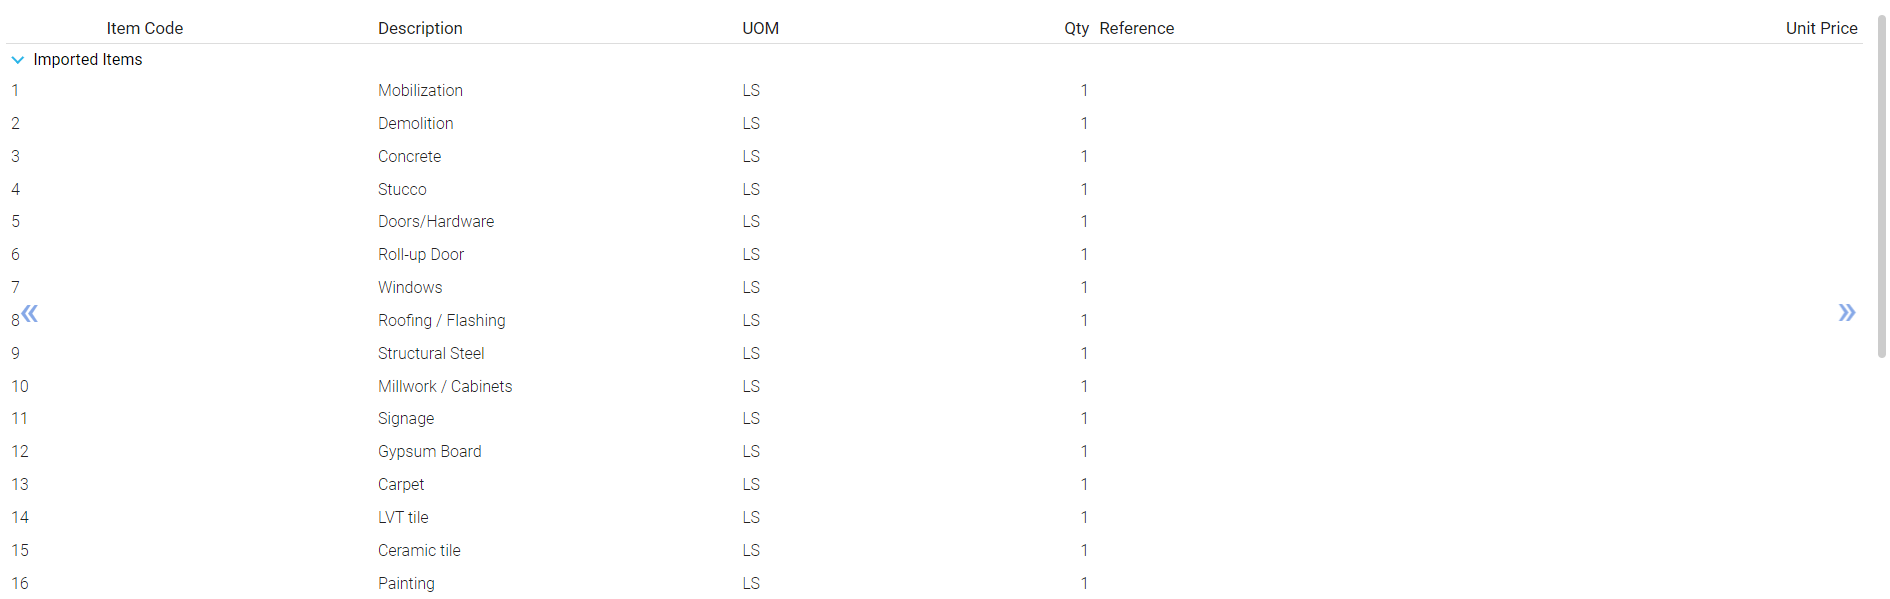 Item Code Description UOM Qty Reference Unit Price
Imported Items
1 Mobilization LS 1
2 Demolition LS 1
3 Concrete LS 1
4 Stucco LS 1
5 Doors/Hardware LS 1
6 Roll-up Door LS 1
7 Windows LS 1
8 Roofing / Flashing LS 1
9 Structural Steel LS 1
10 Millwork / Cabinets LS 1
11 Signage LS 1
12 Gypsum Board LS 1
13 Carpet LS 1
14 LVT tile LS 1
15 Ceramic tile LS 1
16 Painting LS 1